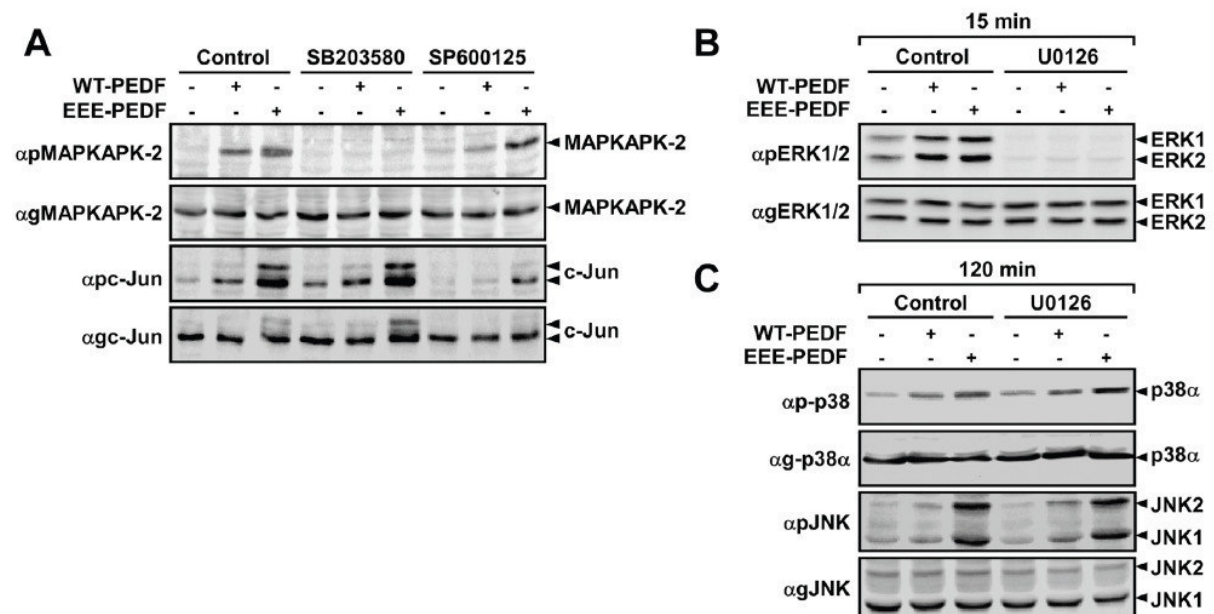 A
Control SB203580 SP600125
WT-PEDF - + - - + - - + -
EEE-PEDF - - + - - + - - +
αpMAPKAPK-2 MAPKAPK-2
αgMAPKAPK-2 MAPKAPK-2
αpc-Jun c-Jun
αgc-Jun c-Jun
B
15 min
Control U0126
WT-PEDF - + - - + -
EEE-PEDF - - + - - +
αpERK1/2 ERK1
ERK2
αgERK1/2 ERK1
ERK2
C
120 min
Control U0126
WT-PEDF - + - - + -
EEE-PEDF - - + - - +
αp-p38 p38α
αg-p38α p38α
αpJNK JNK2
JNK1
αgJNK JNK2
JNK1